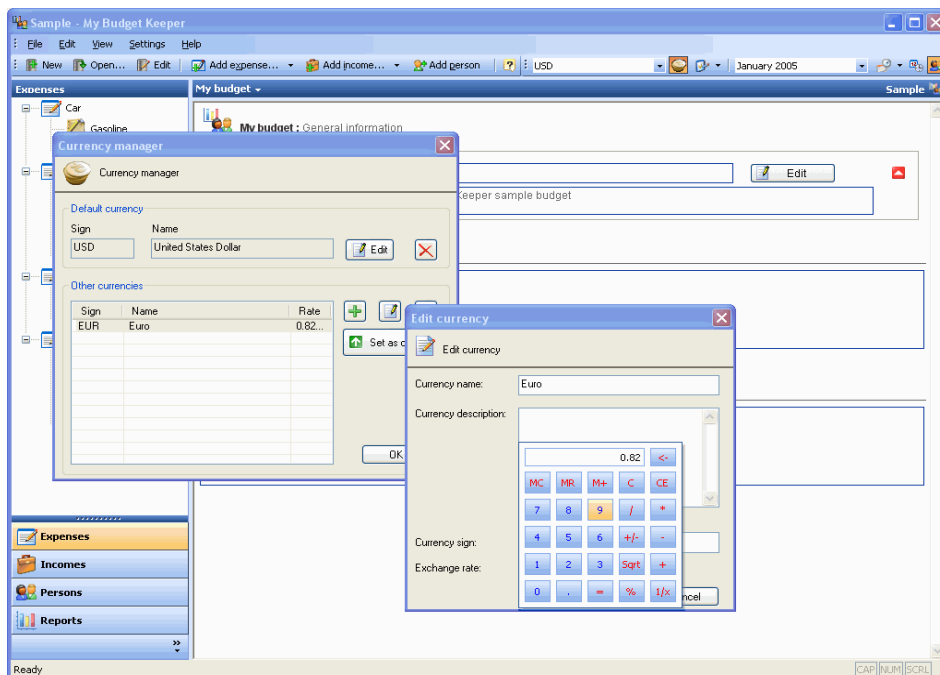 Sample - My Budget Keeper
File Edit View Settings Help
New Open... Edit Add expense... Add income... Add person ? USD January 2005
Expenses
My budget
Sample
Car
Gasoline
My budget : General information
Edit
Keeper sample budget
Currency manager
Currency manager
Default currency
Sign Name
USD United States Dollar Edit
Other currencies
Sign Name Rate
EUR Euro 0.82...
Set as
OK
Edit currency
Edit currency
Currency name: Euro
Currency description:
0.82 <-
MC MR M+ C CE
7 8 9 / *
4 5 6 +/- -
1 2 3 Sqrt +
0 . = % 1/x
Currency sign:
Exchange rate:
ncel
Expenses
Incomes
Persons
Reports
Ready
CAP NUM SCRL